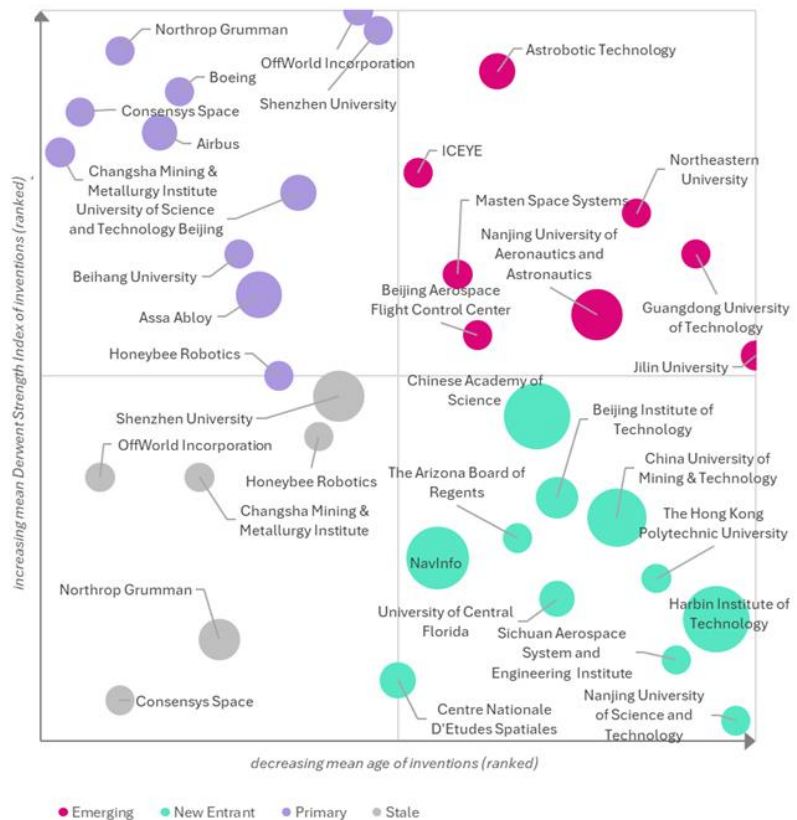 Northrop Grumman
OffWorld Incorporation
Astrobotic Technology
Boeing
Shenzhen University
Consensys Space
Airbus
ICEYE
Changsha Mining &
Metallurgy Institute
University of Science
and Technology Beijing
Northeastern
University
Masten Space Systems
Nanjing University of
Aeronautics and
Astronautics
Beihang University
Beijing Aerospace
Flight Control Center
Assa Abloy
Guangdong University
of Technology
Honeybee Robotics
Jilin University
Chinese Academy of
Science
Shenzhen University
Beijing Institute of
Technology
OffWorld Incorporation
Honeybee Robotics
The Arizona Board of
Regents
China University of
Mining & Technology
Changsha Mining &
Metallurgy Institute
The Hong Kong
Polytechnic University
NavInfo
Northrop Grumman
University of Central
Florida
Harbin Institute of
Technology
Sichuan Aerospace
System and
Engineering Institute
Consensys Space
Centre Nationale
D'Etudes Spatiales
Nanjing University
of Science and
Technology
increasing mean Derwent Strength Index of inventions (ranked)
decreasing mean age of inventions (ranked)
Emerging New Entrant Primary Stale